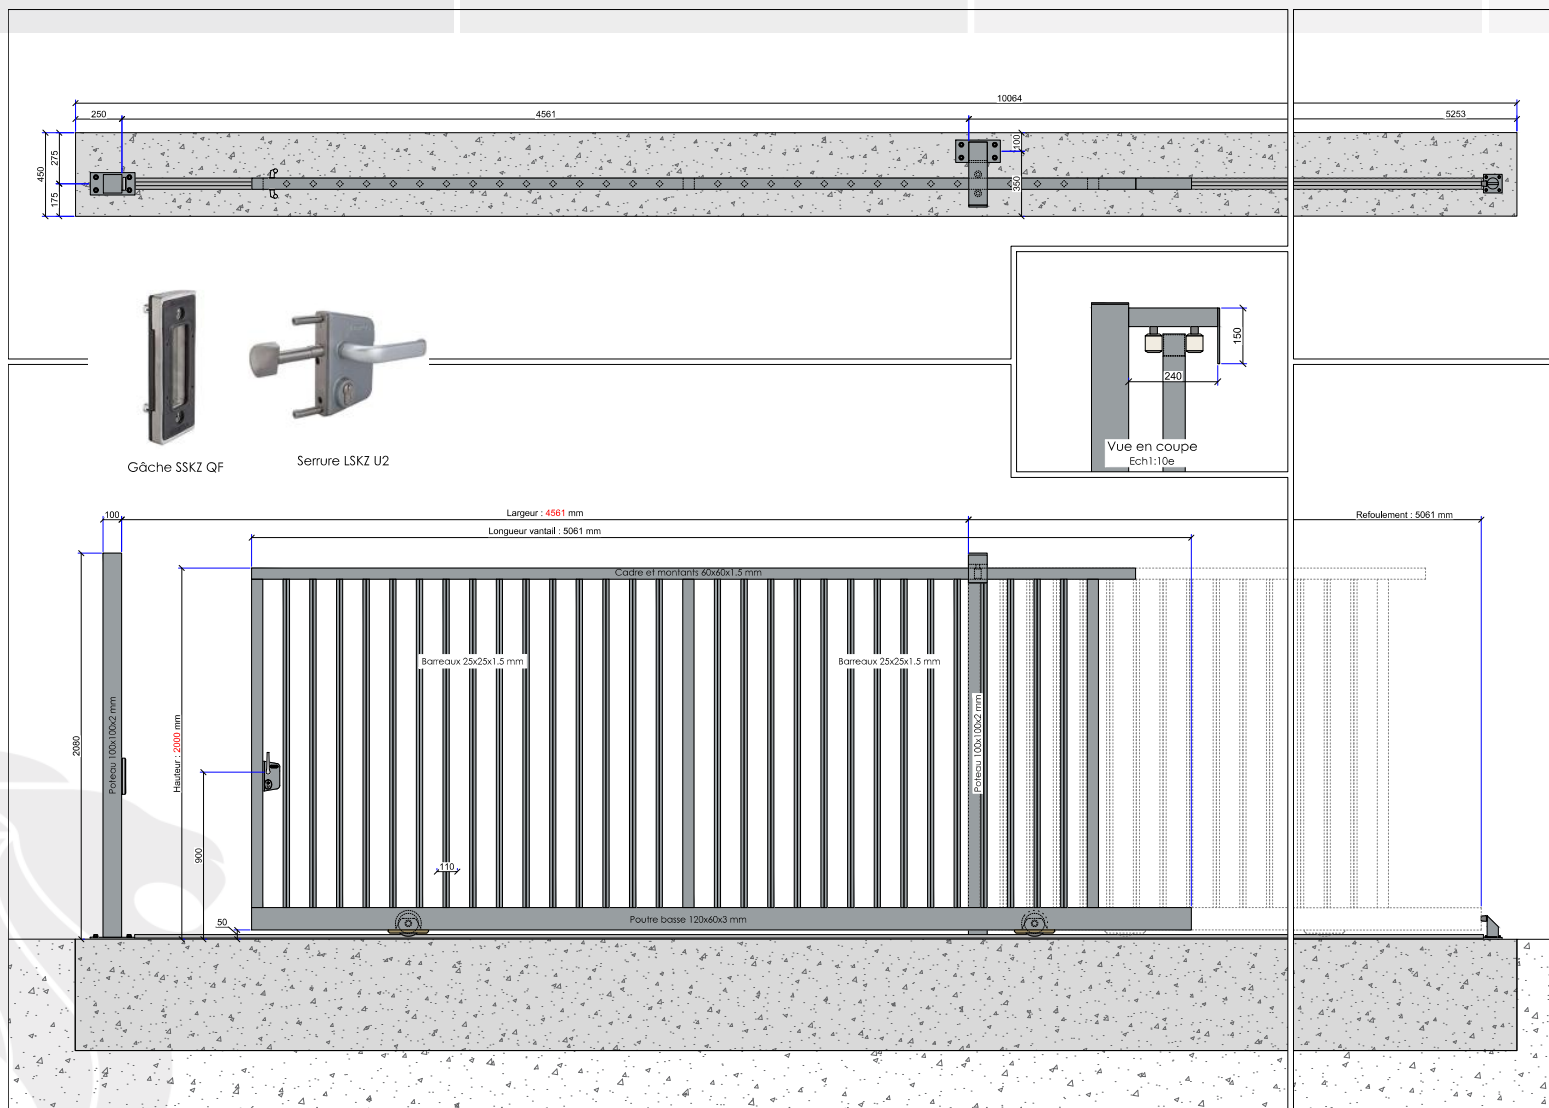 10064
250
4561
5253
450
275
175
100
350
150
240
Vue en coupe
Ech1:10e
Gâche SSKZ QF
Serrure LSKZ U2
100
Largeur : 4561 mm
Refoulement : 5061 mm
Longueur vantail : 5061 mm
Cadre et montants 60x60x1.5 mm
Barreaux 25x25x1.5 mm
Barreaux 25x25x1.5 mm
2080
Poteau 100x100x2 mm
Hauteur : 2000 mm
Poteau 100x100x2 mm
900
110
50
Poutre basse 120x60x3 mm